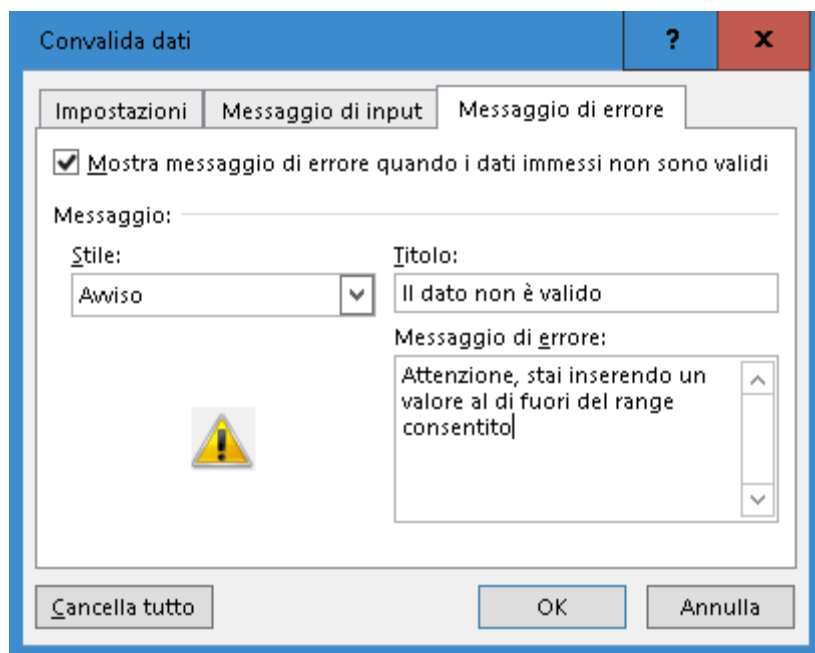 Convalida dati
?
x
Impostazioni
Messaggio di input
Messaggio di errore
Mostra messaggio di errore quando i dati immessi non sono validi
Messaggio:
Stile:
Avviso
Titolo:
Il dato non è valido
Messaggio di errore:
Attenzione, stai inserendo un
valore al di fuori del range
consentito
Cancella tutto
OK
Annulla